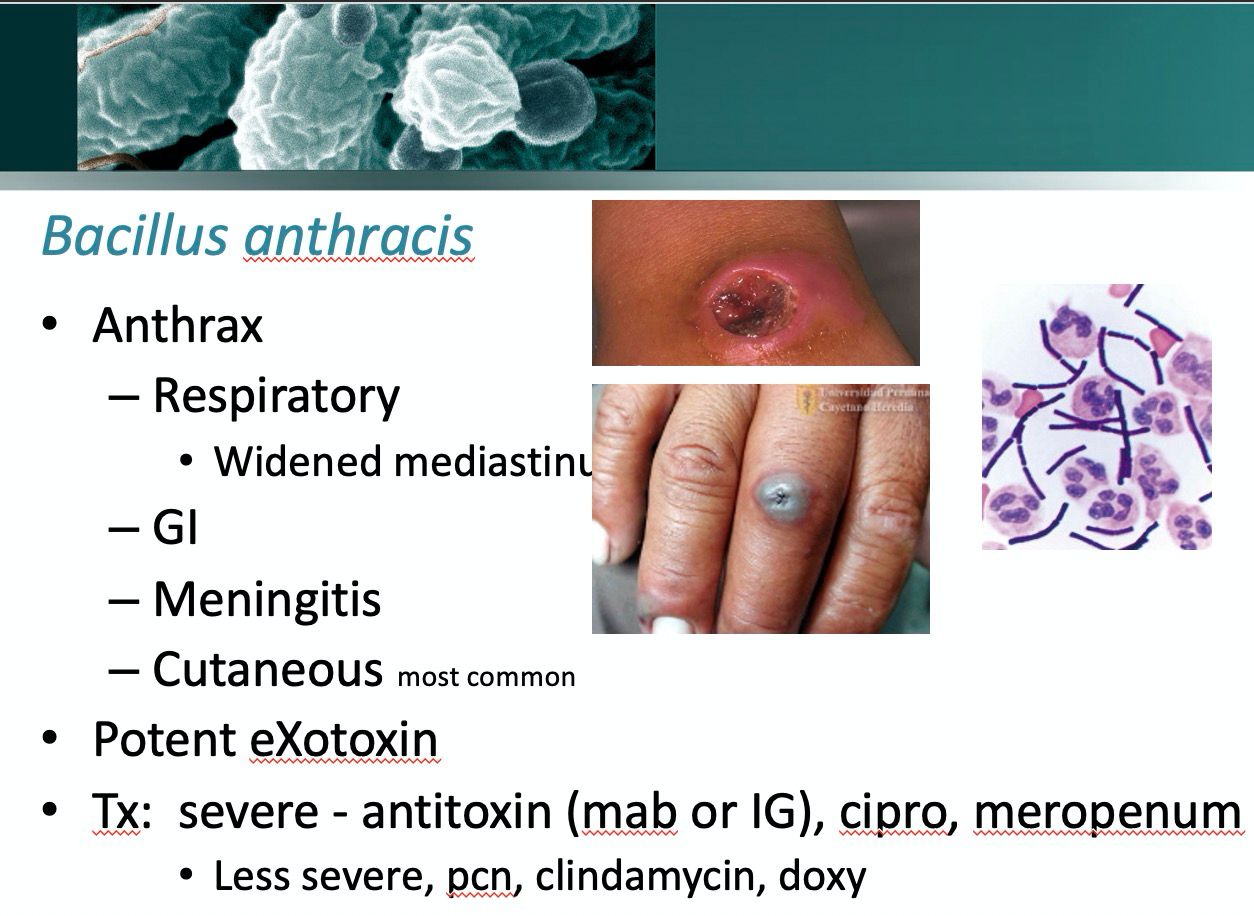 Bacillus anthracis
• Anthrax
– Respiratory
• Widened mediastinu
– GI
– Meningitis
– Cutaneous most common
• Potent eXotoxin
• Tx: severe - antitoxin (mab or IG), cipro, meropenum
• Less severe, pcn, clindamycin, doxy
Universidad Peruana
Cayetano Heredia